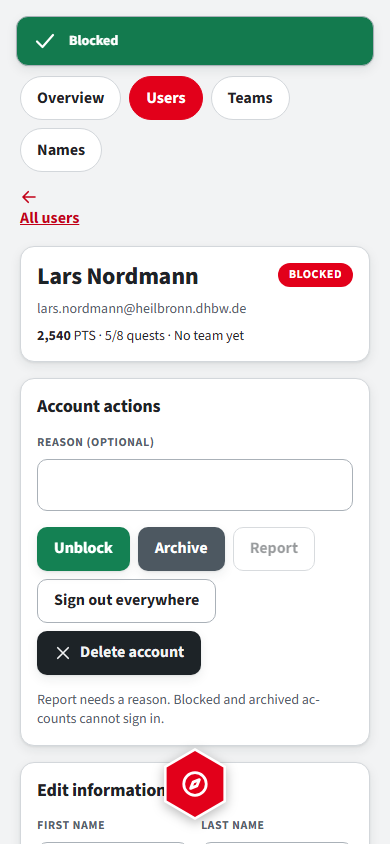 Blocked
Overview
Users
Teams
Names
All users
Lars Nordmann
BLOCKED
lars.nordmann@heilbronn.dhbw.de
2,540 PTS · 5/8 quests · No team yet
Account actions
REASON (OPTIONAL)
Unblock
Archive
Report
Sign out everywhere
Delete account
Report needs a reason. Blocked and archived ac-
counts cannot sign in.
Edit information
FIRST NAME
LAST NAME